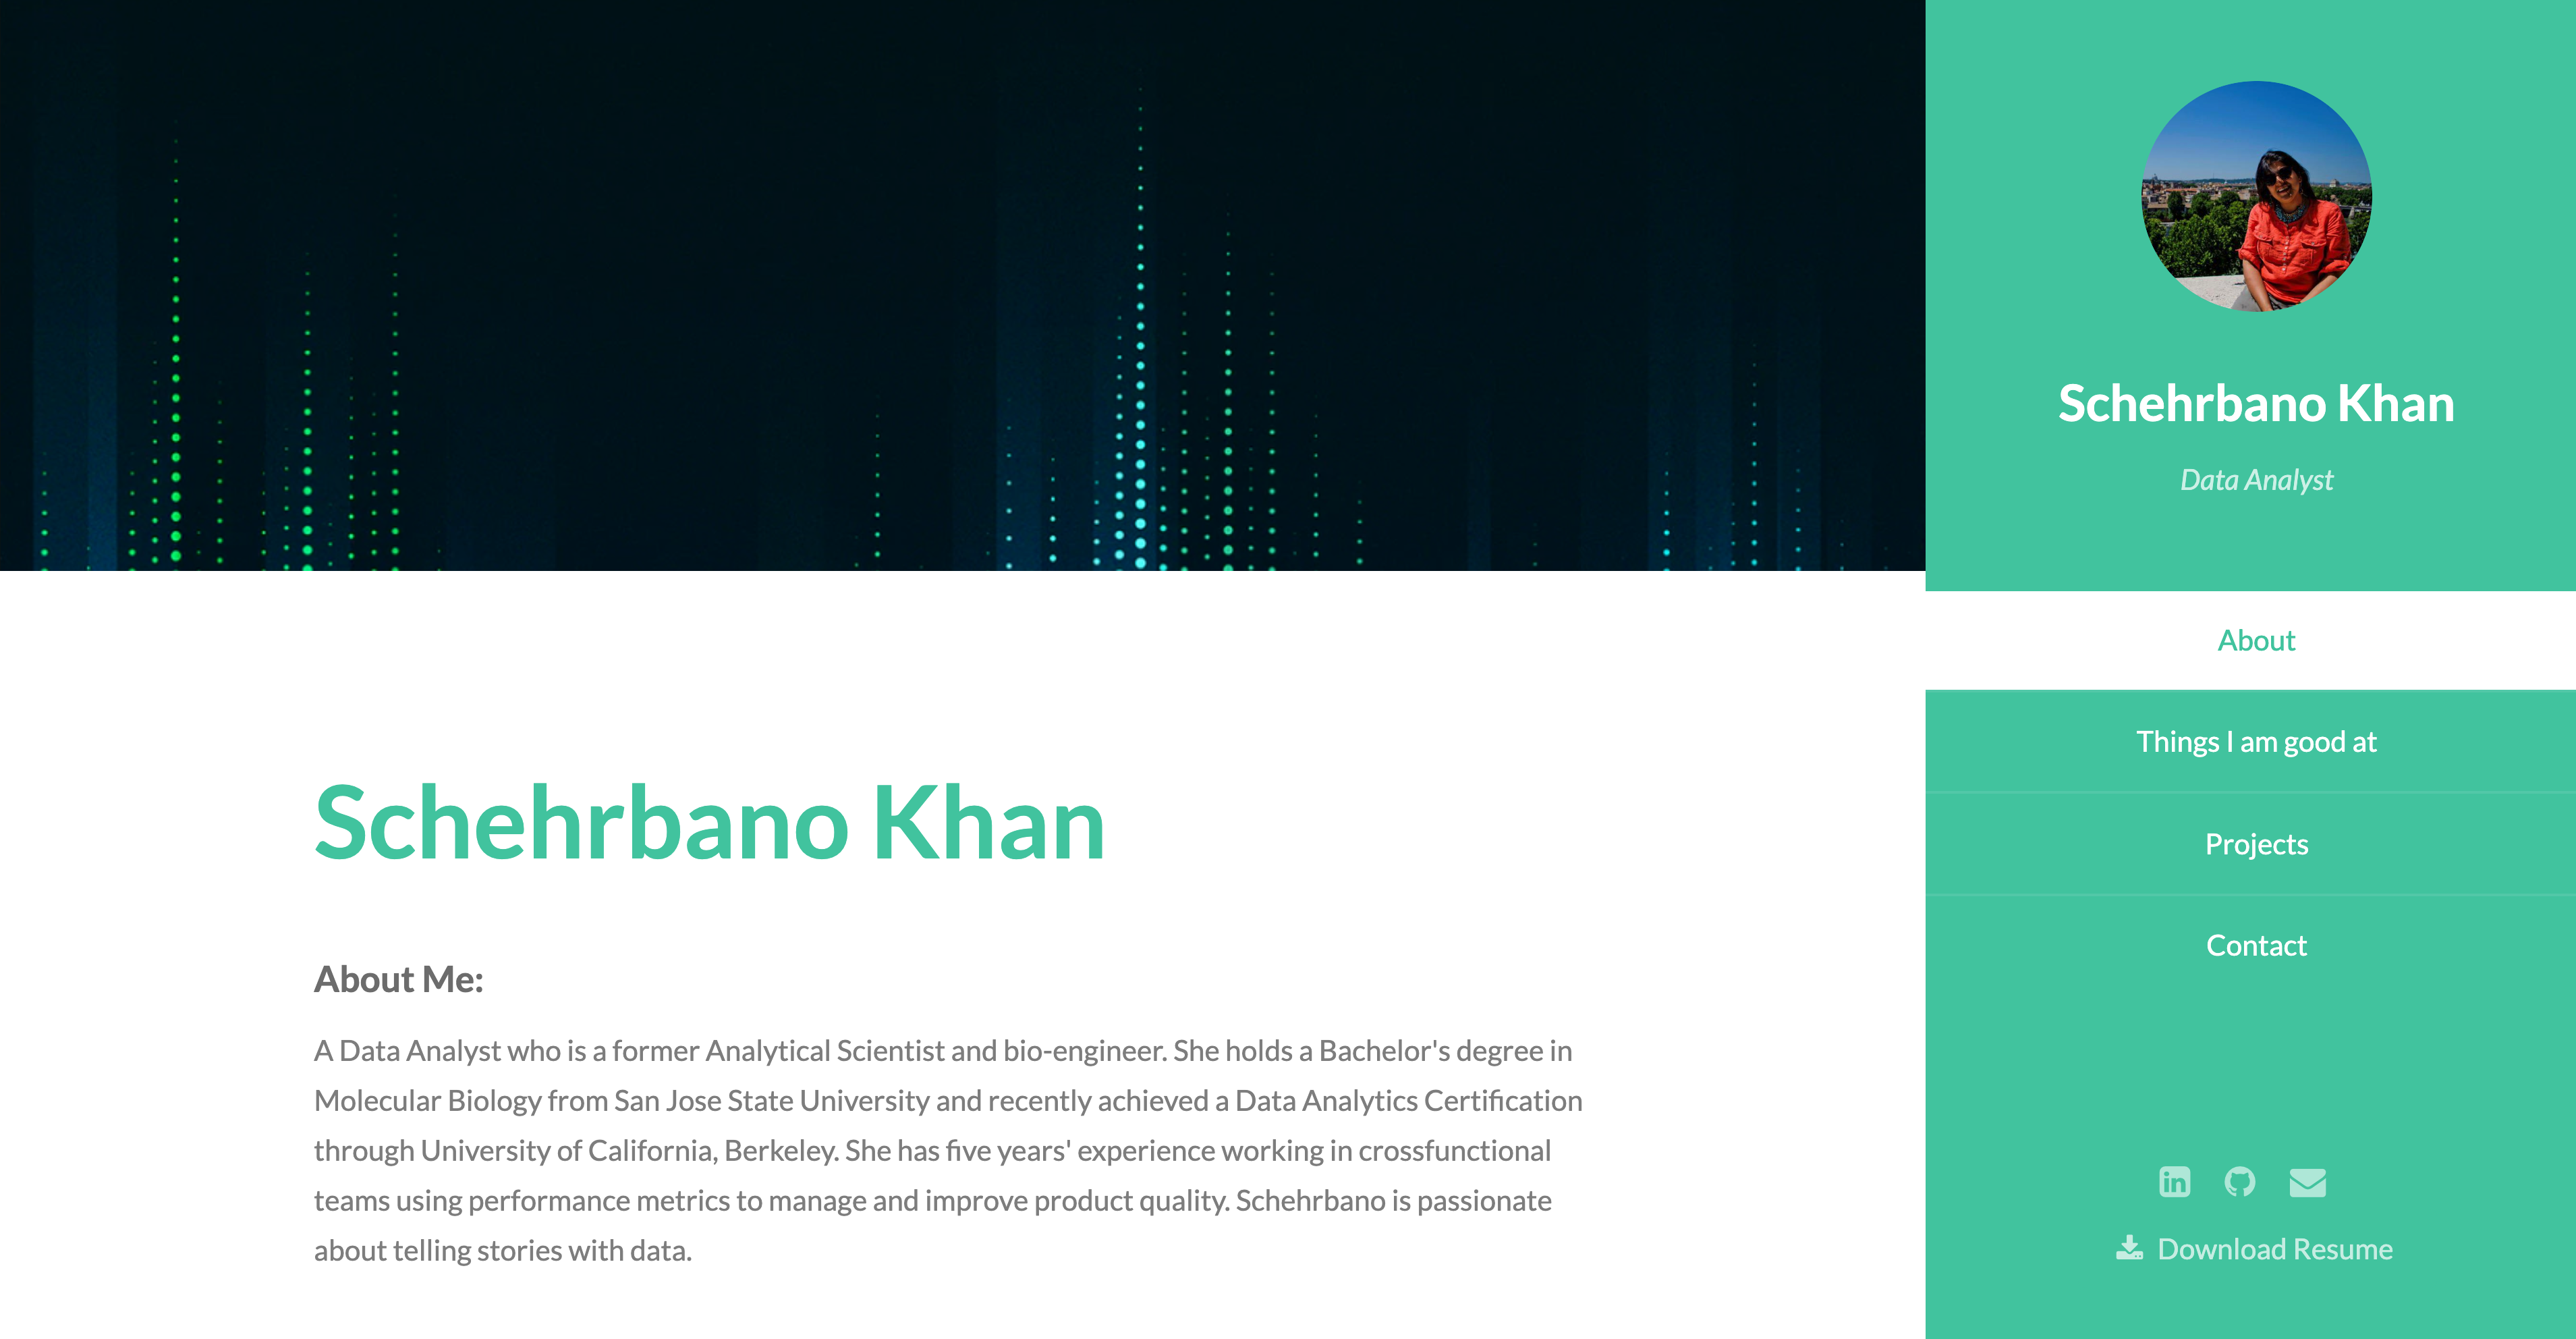 Schehrbano Khan
Data Analyst
About
Things I am good at
Projects
Contact
Download Resume
Schehrbano Khan
About Me:
A Data Analyst who is a former Analytical Scientist and bio-engineer. She holds a Bachelor's degree in
Molecular Biology from San Jose State University and recently achieved a Data Analytics Certification
through University of California, Berkeley. She has five years' experience working in crossfunctional
teams using performance metrics to manage and improve product quality. Schehrbano is passionate
about telling stories with data.